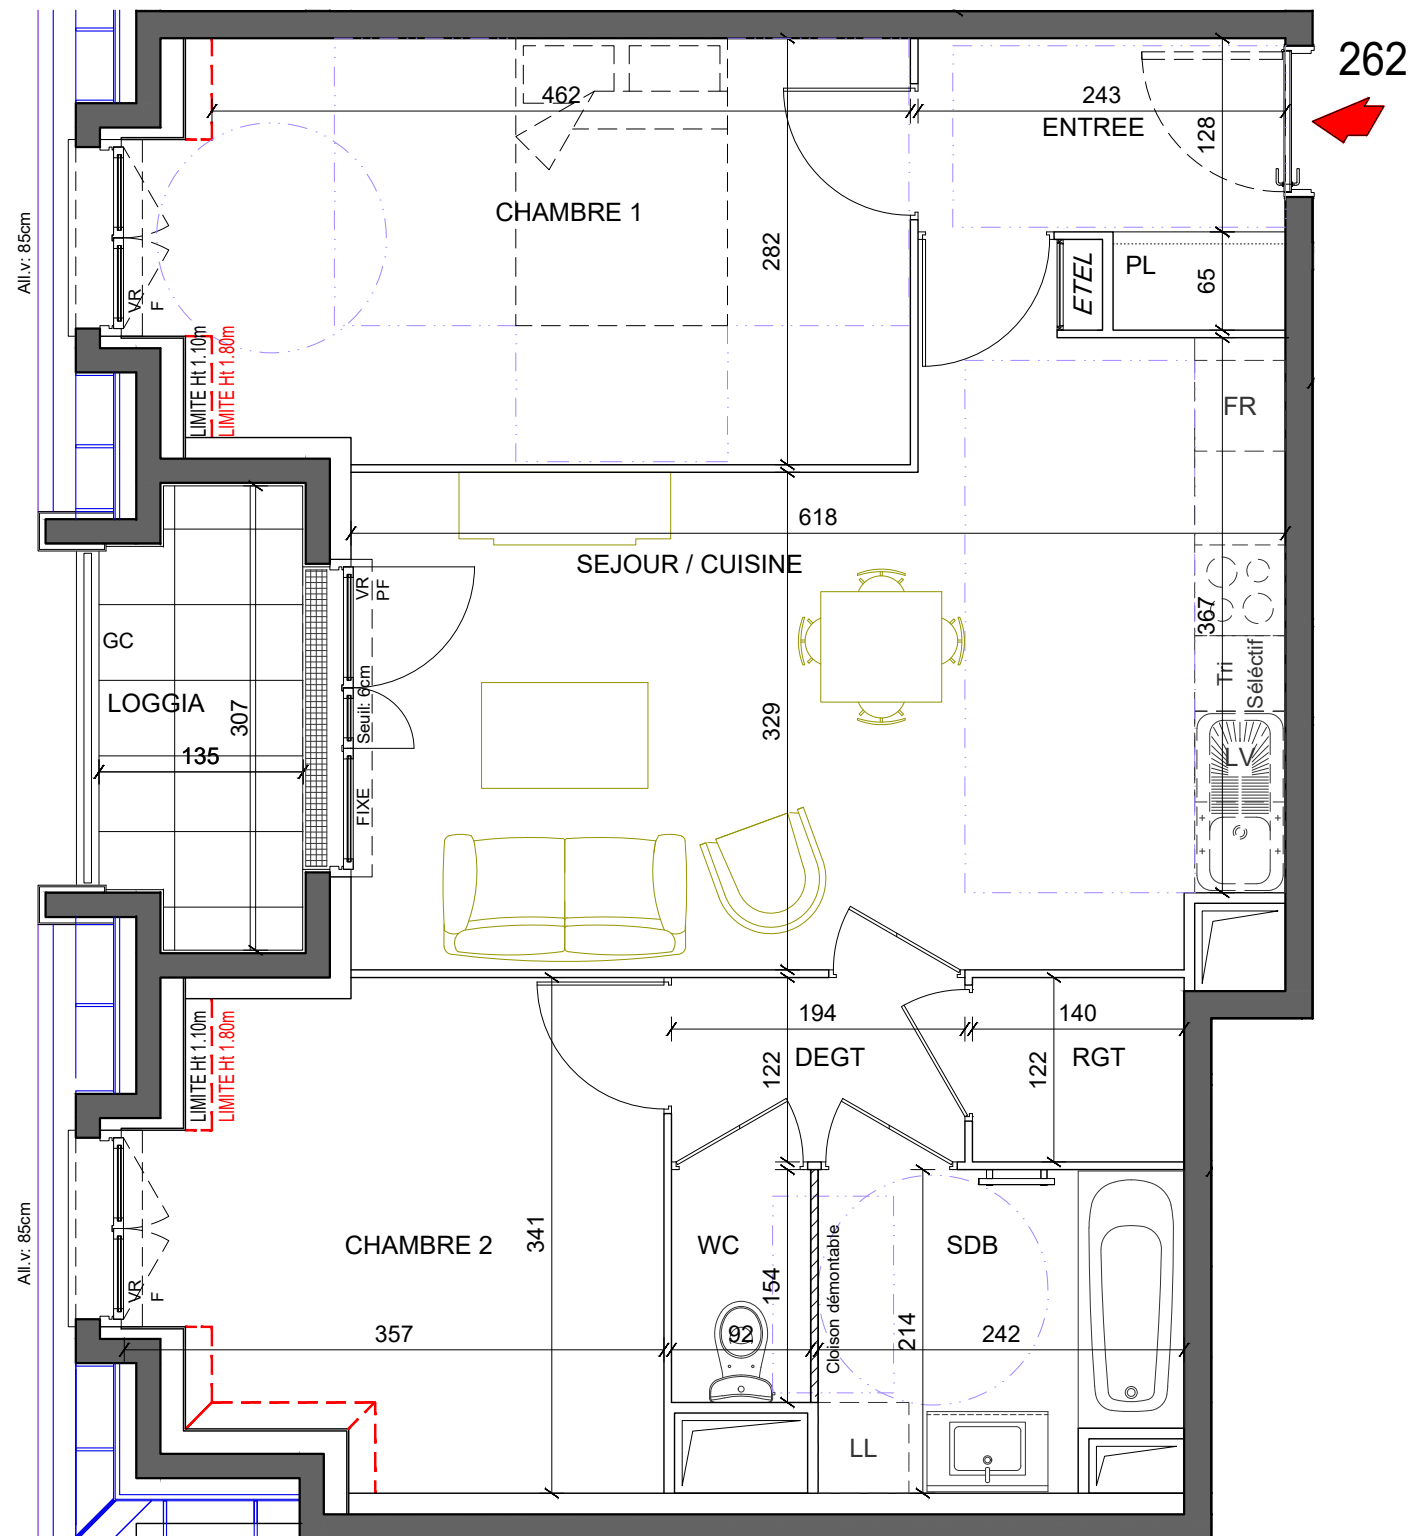 262
462
243
ENTREE
128
CHAMBRE 1
All.v: 85cm
282
ETEL
PL
65
VR
F
LIMITE Ht 1.10m
LIMITE Ht 1.80m
FR
618
SEJOUR / CUISINE
VR
PF
367
GC
Tri
Séléctif
LOGGIA
307
Seuil: 6cm
329
135
LV
FIXE
LIMITE Ht 1.10m
LIMITE Ht 1.80m
194
140
DEGT
RGT
122
122
All.v: 85cm
CHAMBRE 2
341
WC
SDB
154
Cloison démontable
VR
F
357
92
214
242
LL